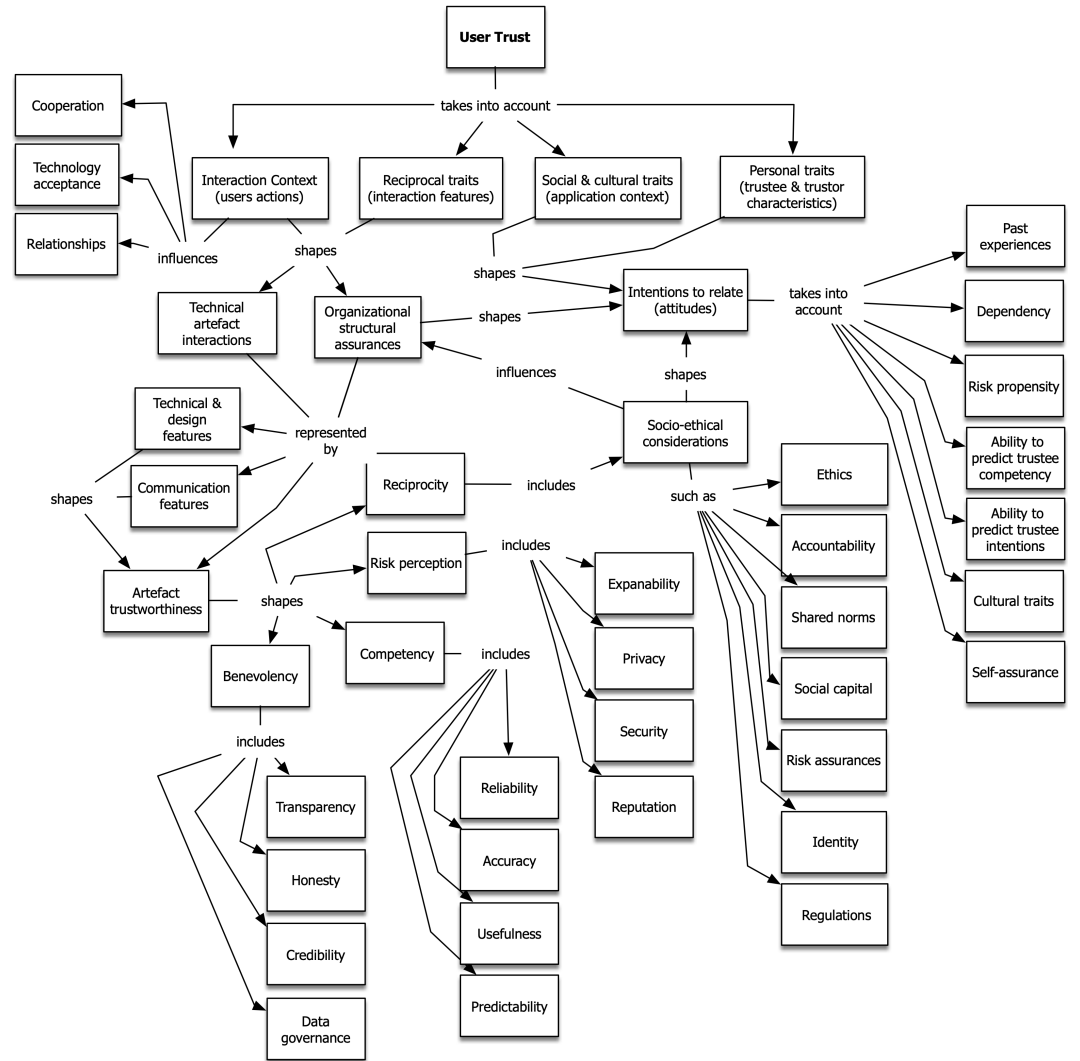 User Trust
takes into account
Cooperation
Technology
acceptance
Relationships
Interaction Context
(users actions)
Reciprocal traits
(interaction features)
Social & cultural traits
(application context)
Personal traits
(trustee & trustor
characteristics)
influences
shapes
shapes
Technical
artefact
interactions
Organizational
structural
assurances
shapes
Intentions to relate
(attitudes)
takes into
account
Past
experiences
Dependency
Risk propensity
Ability to
predict trustee
competency
Ability to
predict trustee
intentions
Cultural traits
Self-assurance
influences
shapes
Socio-ethical
considerations
Technical &
design
features
represented
by
Communication
features
shapes
Reciprocity
includes
such as
Ethics
Accountability
Shared norms
Social capital
Risk assurances
Identity
Regulations
Artefact
trustworthiness
shapes
Risk perception
includes
Expanability
Privacy
Security
Reputation
Competency
includes
Reliability
Accuracy
Usefulness
Predictability
Benevolency
includes
Transparency
Honesty
Credibility
Data
governance